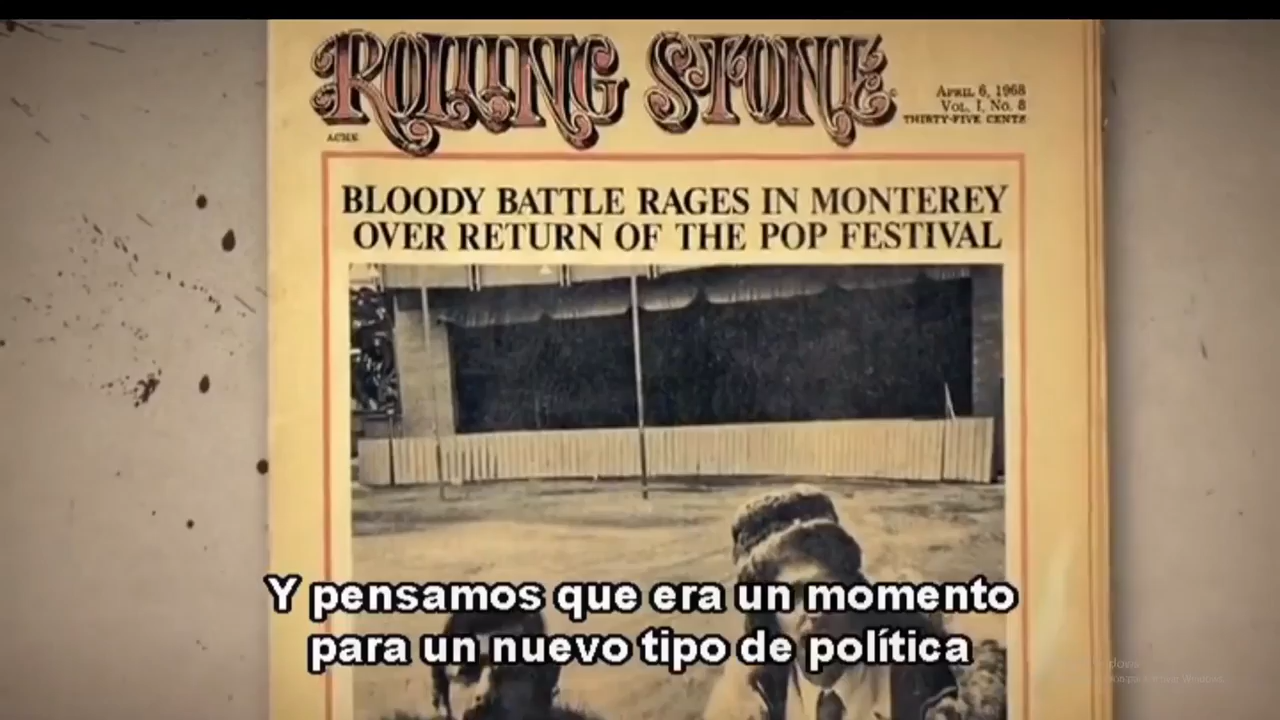 ROLLING STONE
APRIL 6, 1968
VOL. I, NO. 8
THIRTY-FIVE CENTS
ACME
BLOODY BATTLE RAGES IN MONTEREY
OVER RETURN OF THE POP FESTIVAL
Y pensamos que era un momento
para un nuevo tipo de política